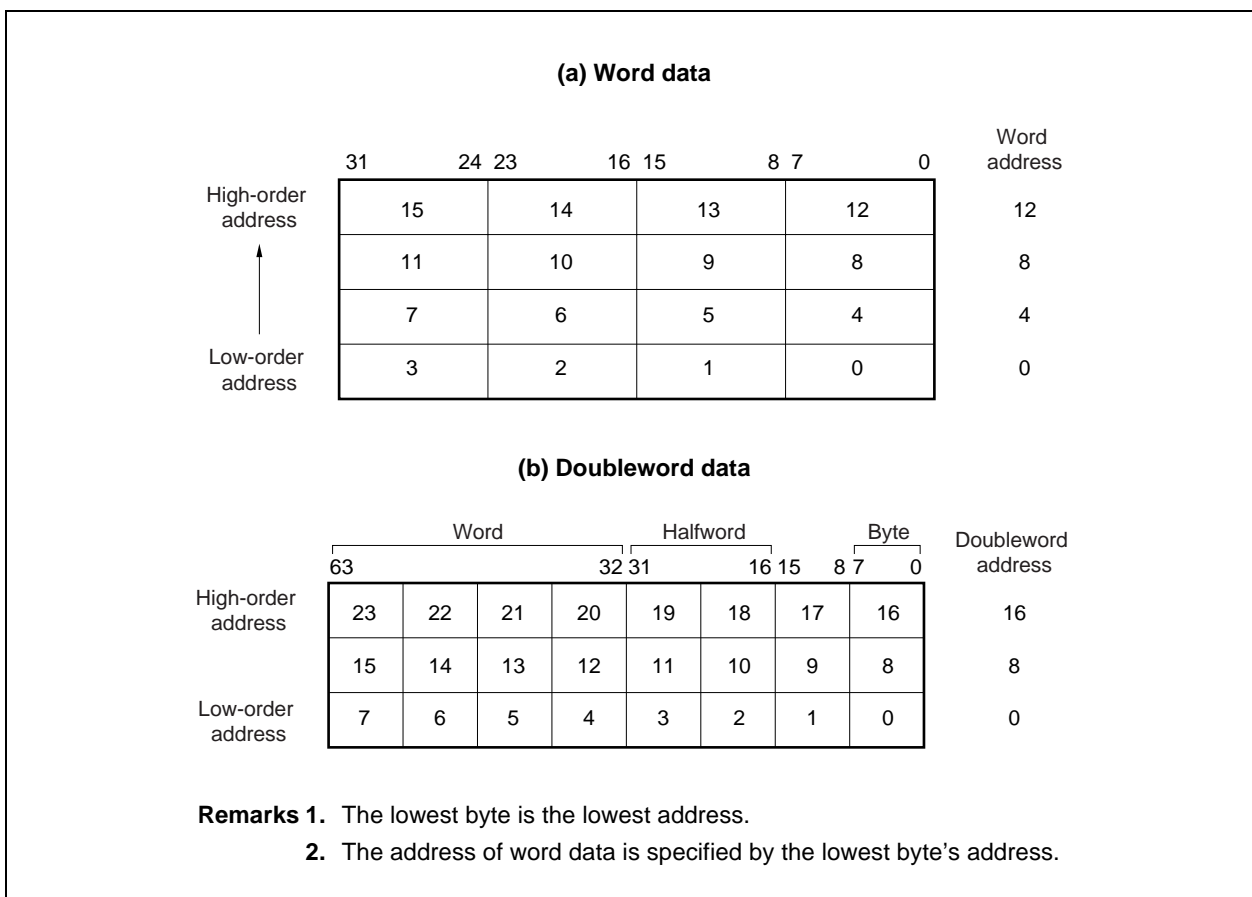 (a) Word data
Word
address
31 24 23 16 15 8 7 0
High-order
address
15 14 13 12 12
11 10 9 8 8
7 6 5 4 4
Low-order
address
3 2 1 0 0
(b) Doubleword data
Word Halfword Byte Doubleword
address
63 32 31 16 15 8 7 0
High-order
address
23 22 21 20 19 18 17 16 16
15 14 13 12 11 10 9 8 8
Low-order
address
7 6 5 4 3 2 1 0 0
Remarks 1. The lowest byte is the lowest address.
2. The address of word data is specified by the lowest byte's address.